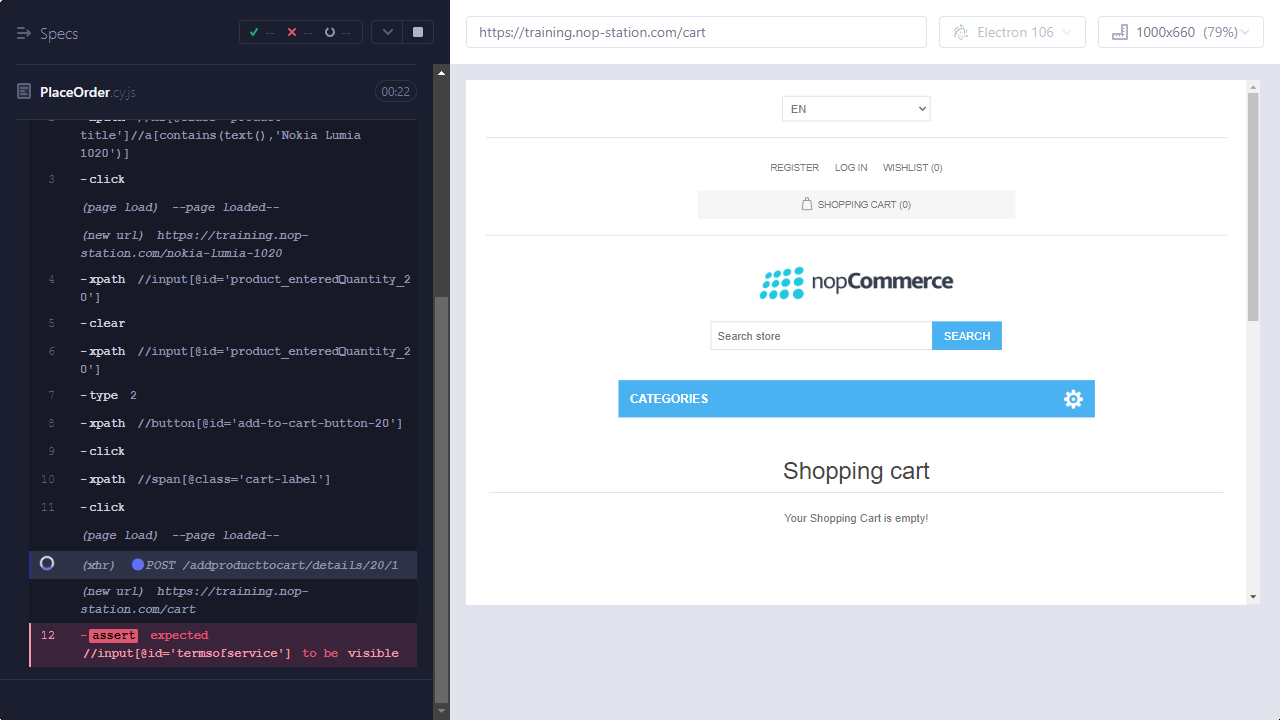 Specs
-- -- --
PlaceOrder.cy.js
00:22
title']//a[contains(text(),'Nokia Lumia
1020')]
3 -click
(page load) --page loaded--
(new url) https://training.nop-
station.com/nokia-lumia-1020
4 -xpath //input[@id='product_enteredQuantity_2
0']
5 -clear
6 -xpath //input[@id='product_enteredQuantity_2
0']
7 -type 2
8 -xpath //button[@id='add-to-cart-button-20']
9 -click
10 -xpath //span[@class='cart-label']
11 -click
(page load) --page loaded--
(xhr) POST /addproducttocart/details/20/1
(new url) https://training.nop-
station.com/cart
12 -assert expected
//input[@id='termsofservice'] to be visible
https://training.nop-station.com/cart
Electron 106
1000x660 (79%)
EN
REGISTER LOG IN WISHLIST (0)
SHOPPING CART (0)
nopCommerce
Search store
SEARCH
CATEGORIES
Shopping cart
Your Shopping Cart is empty!